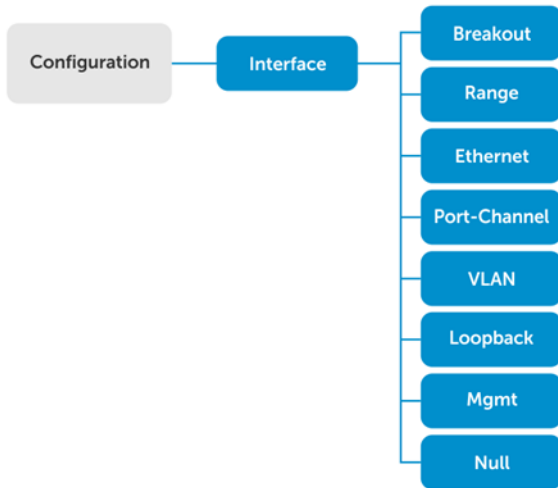 Configuration
Interface
Breakout
Range
Ethernet
Port-Channel
VLAN
Loopback
Mgmt
Null